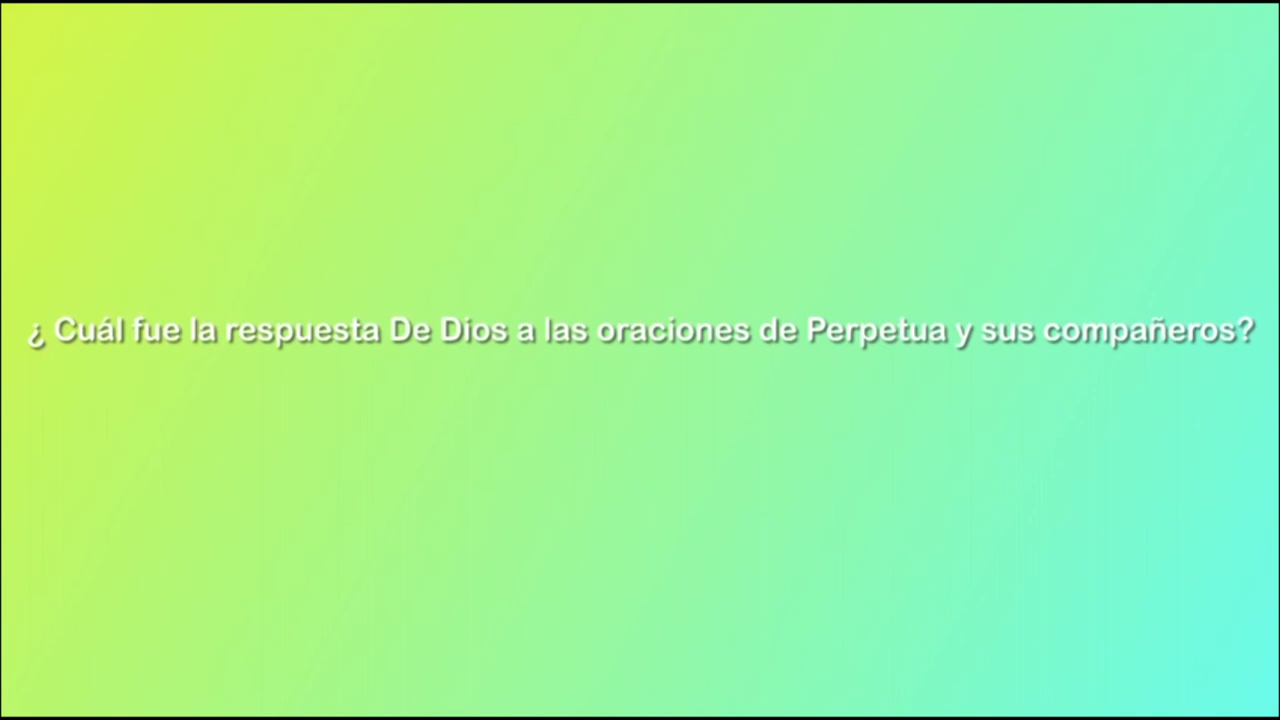 ¿ Cuál fue la respuesta De Dios a las oraciones de Perpetua y sus compañeros?